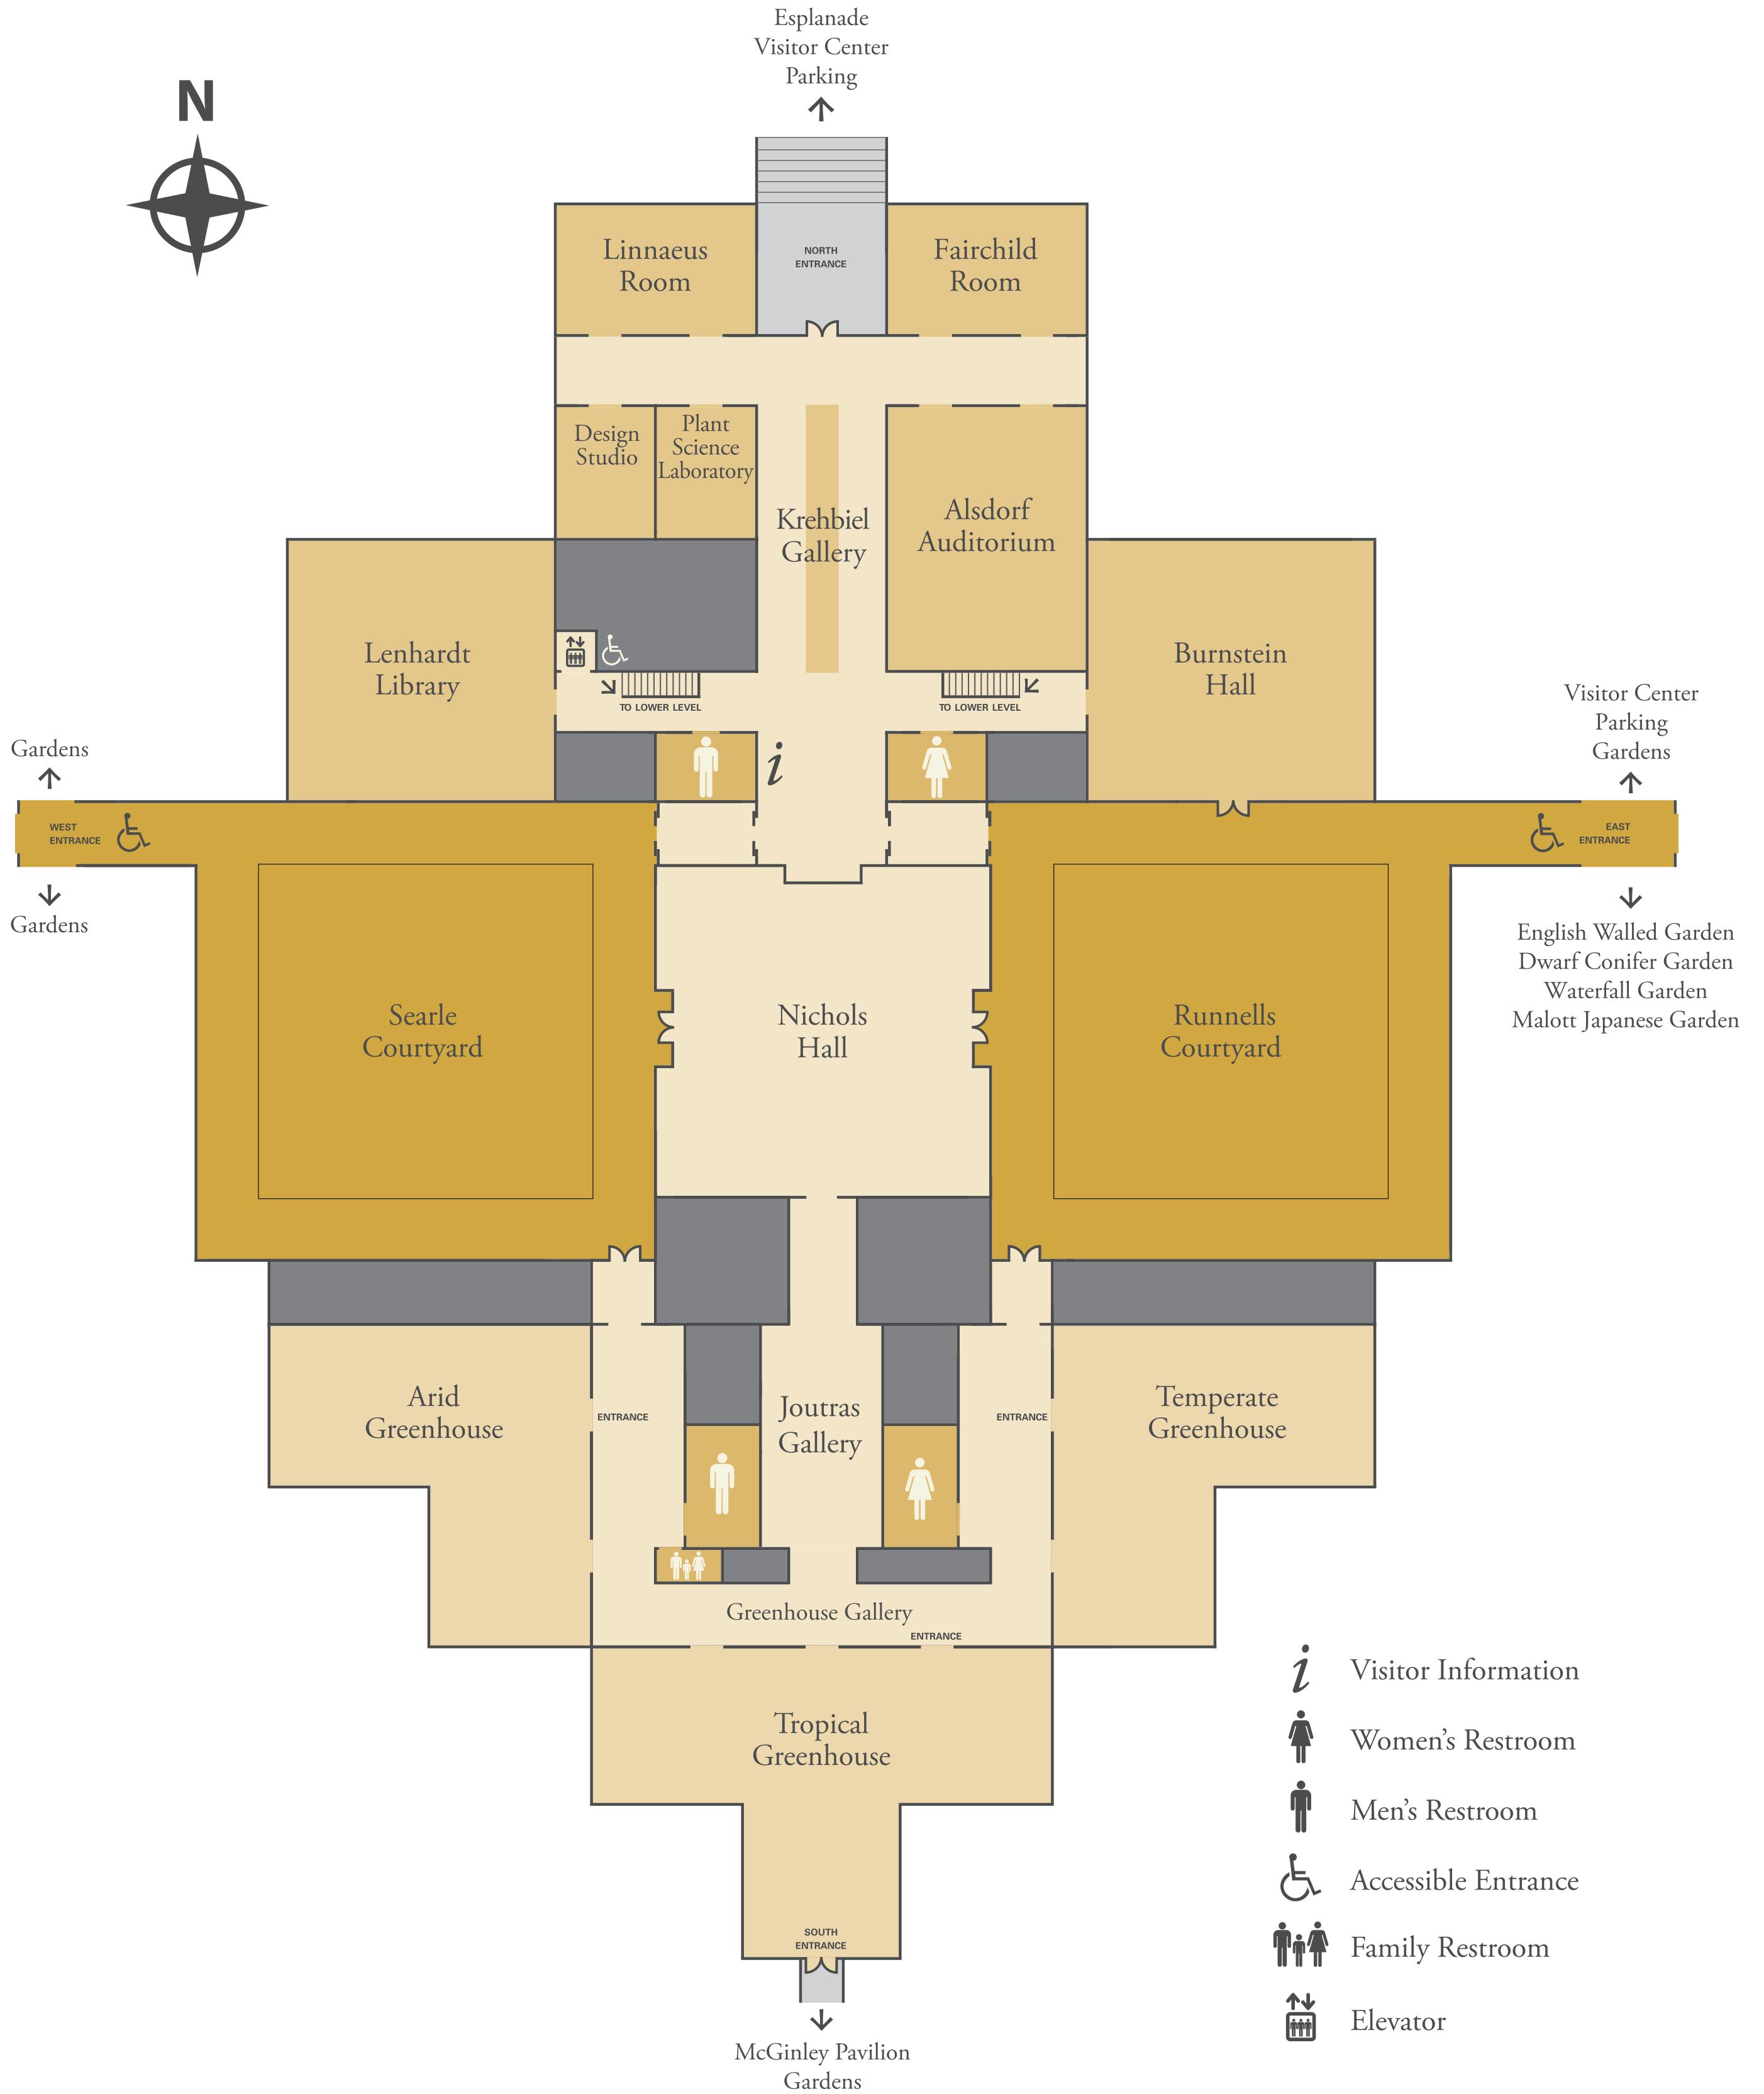 Esplanade
Visitor Center
Parking
N
Linnaeus
Room
NORTH
ENTRANCE
Fairchild
Room
Design
Studio
Plant
Science
Laboratory
Krehbiel
Gallery
Alsdorf
Auditorium
Lenhardt
Library
Burnstein
Hall
TO LOWER LEVEL
TO LOWER LEVEL
i
Visitor Center
Parking
Gardens
Gardens
WEST
ENTRANCE
EAST
ENTRANCE
Gardens
English Walled Garden
Dwarf Conifer Garden
Waterfall Garden
Malott Japanese Garden
Searle
Courtyard
Nichols
Hall
Runnells
Courtyard
Arid
Greenhouse
ENTRANCE
Joutras
Gallery
ENTRANCE
Temperate
Greenhouse
Greenhouse Gallery
ENTRANCE
Tropical
Greenhouse
SOUTH
ENTRANCE
McGinley Pavilion
Gardens
i Visitor Information
Women’s Restroom
Men’s Restroom
Accessible Entrance
Family Restroom
Elevator